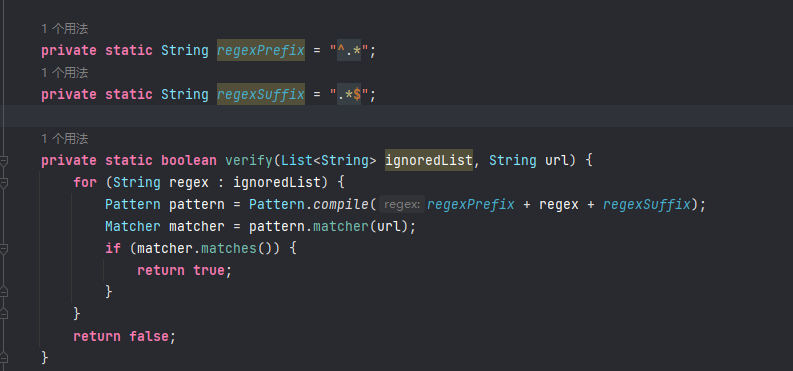 1 个用法
private static String regexPrefix = "^.*";
1 个用法
private static String regexSuffix = ".*$";
1 个用法
private static boolean verify(List<String> ignoredList, String url) {
for (String regex : ignoredList) {
Pattern pattern = Pattern.compile( regex: regexPrefix + regex + regexSuffix);
Matcher matcher = pattern.matcher(url);
if (matcher.matches()) {
return true;
}
}
return false;
}